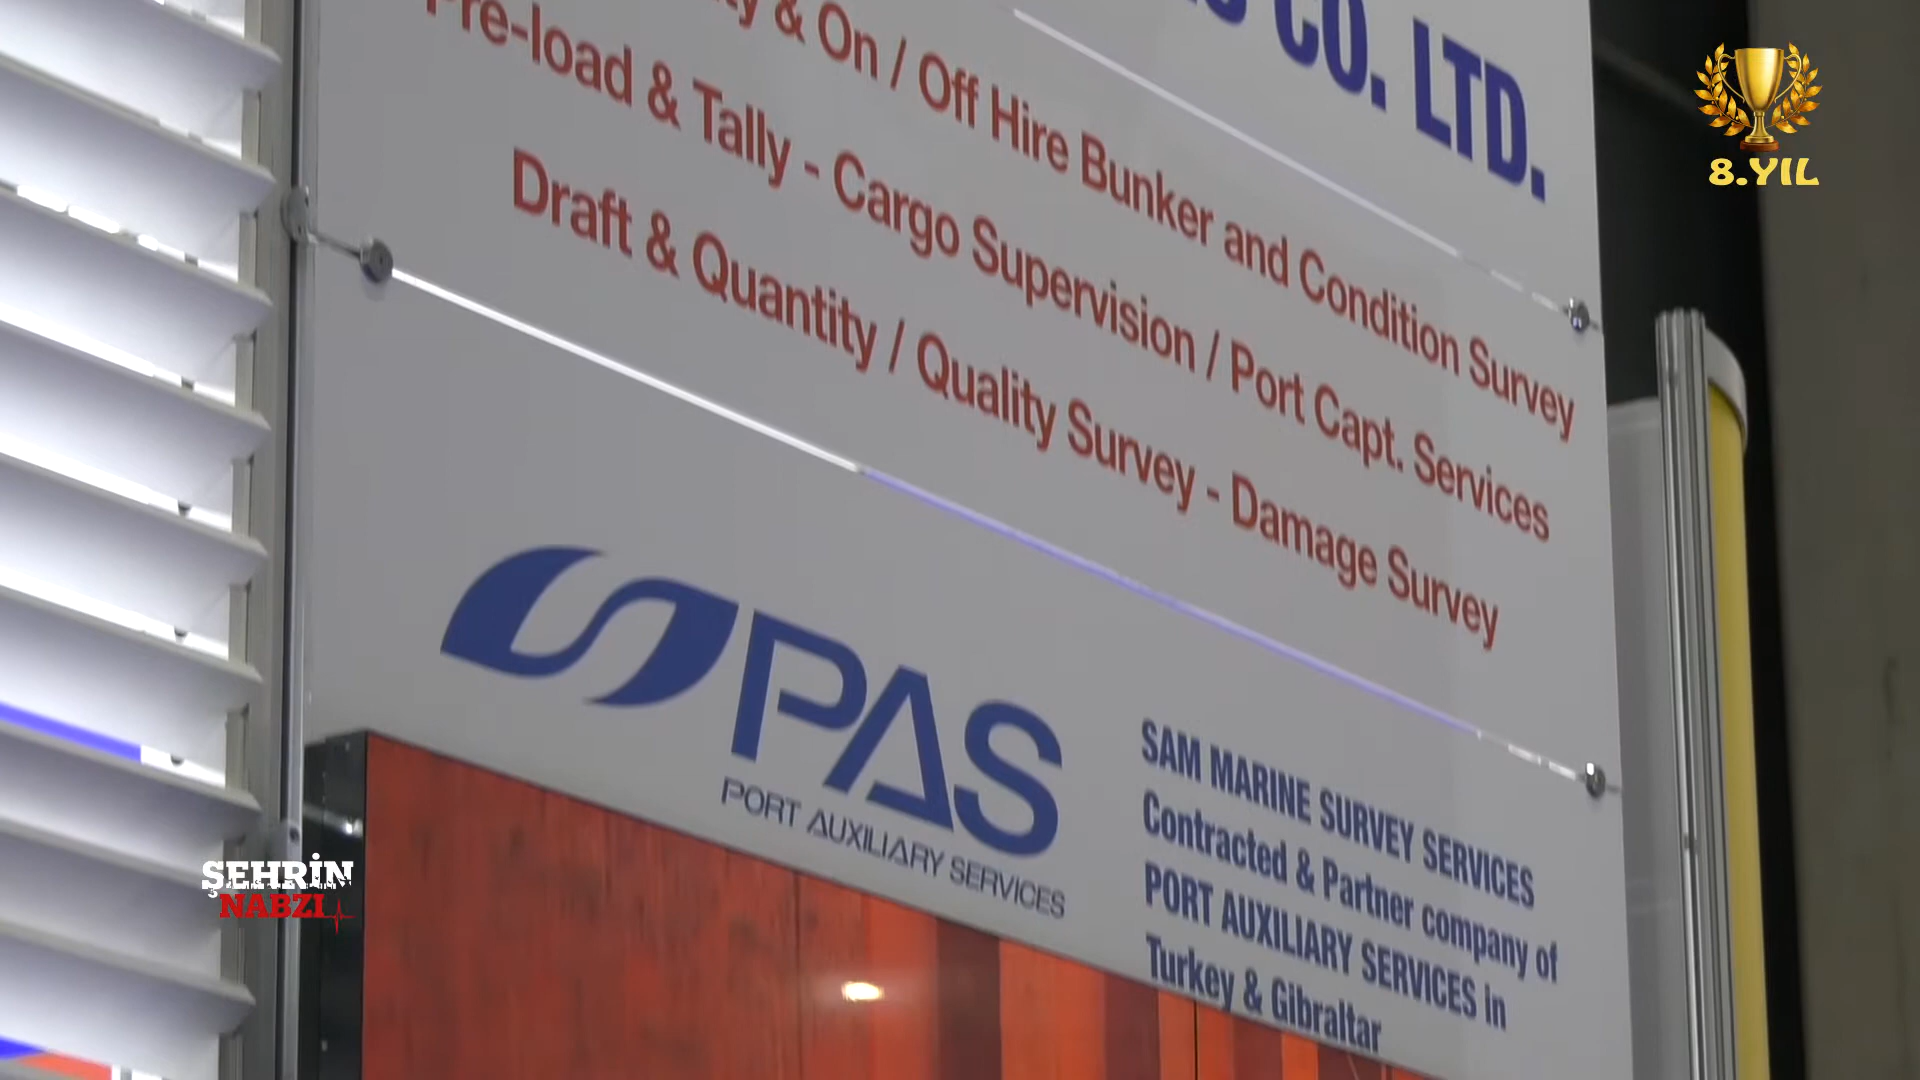 CO. LTD.
& On / Off Hire Bunker and Condition Survey
Pre-load & Tally - Cargo Supervision / Port Capt. Services
Draft & Quantity / Quality Survey - Damage Survey
PAS
PORT AUXILIARY SERVICES
SAM MARINE SURVEY SERVICES
Contracted & Partner company of
PORT AUXILIARY SERVICES in
Turkey & Gibraltar
8.YIL
ŞEHRİN
NABZI